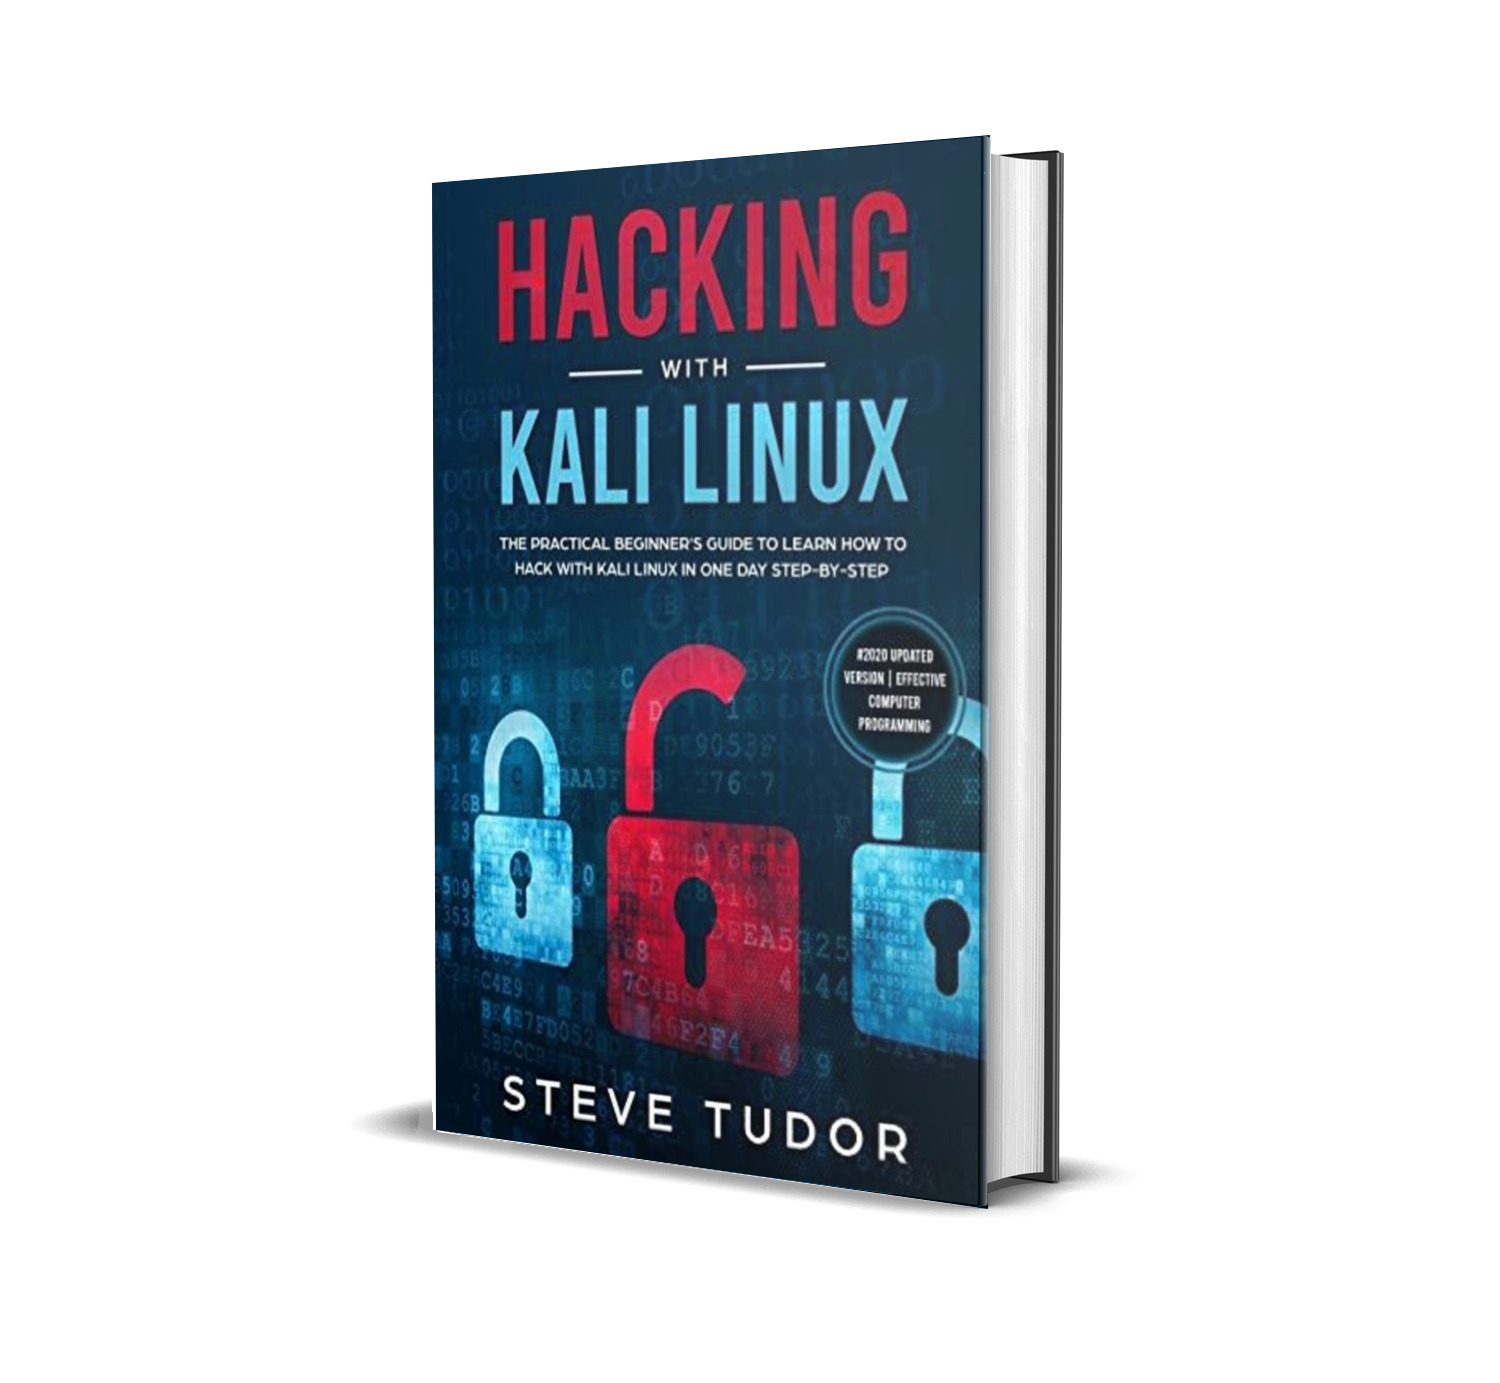 HACKING
WITH
KALI LINUX
THE PRACTICAL BEGINNER'S GUIDE TO LEARN HOW TO
HACK WITH KALI LINUX IN ONE DAY STEP-BY-STEP
#2020 UPDATED
VERSION | EFFECTIVE
COMPUTER
PROGRAMMING
STEVE TUDOR